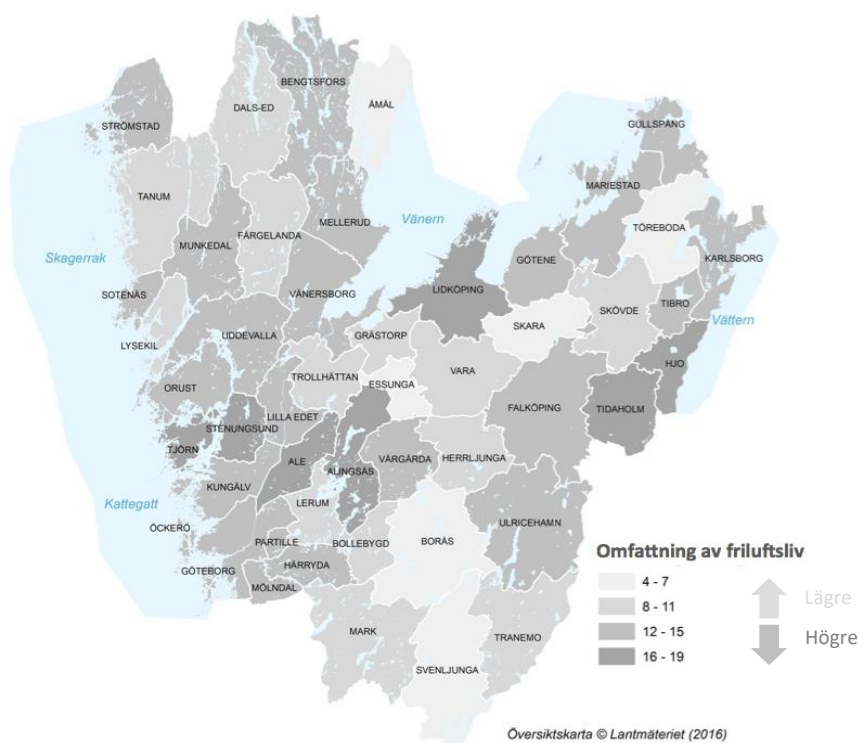 BENGTSFORS
DALS-ED
ÅMÅL
STRÖMSTAD
GULLSPÅNG
MARIESTAD
TANUM
MELLERUD
Vänern
TÖREBODA
MUNKEDAL
FÄRGELANDA
Skagerrak
GÖTENE
KARLSBORG
LIDKÖPING
SOTENÄS
VÄNERSBORG
SKÖVDE
TIBRO
SKARA
Vättern
UDDEVALLA
GRÄSTORP
LYSEKIL
HJO
VARA
TROLLHÄTTAN
ESSUNGA
ORUST
FALKÖPING
TIDAHOLM
LILLA EDET
STENUNGSUND
TJÖRN
VÅRGÅRDA
HERRLJUNGA
ALE
ALINGSÅS
KUNGÄLV
Kattegatt
LERUM
ULRICEHAMN
ÖCKERÖ
PARTILLE
BOLLEBYGD
BORÅS
HÄRRYDA
GÖTEBORG
MÖLNDAL
MARK
TRANEMO
SVENLJUNGA
Omfattning av friluftsliv
4 - 7
8 - 11
12 - 15
16 - 19
Lägre
Högre
Översiktskarta © Lantmäteriet (2016)